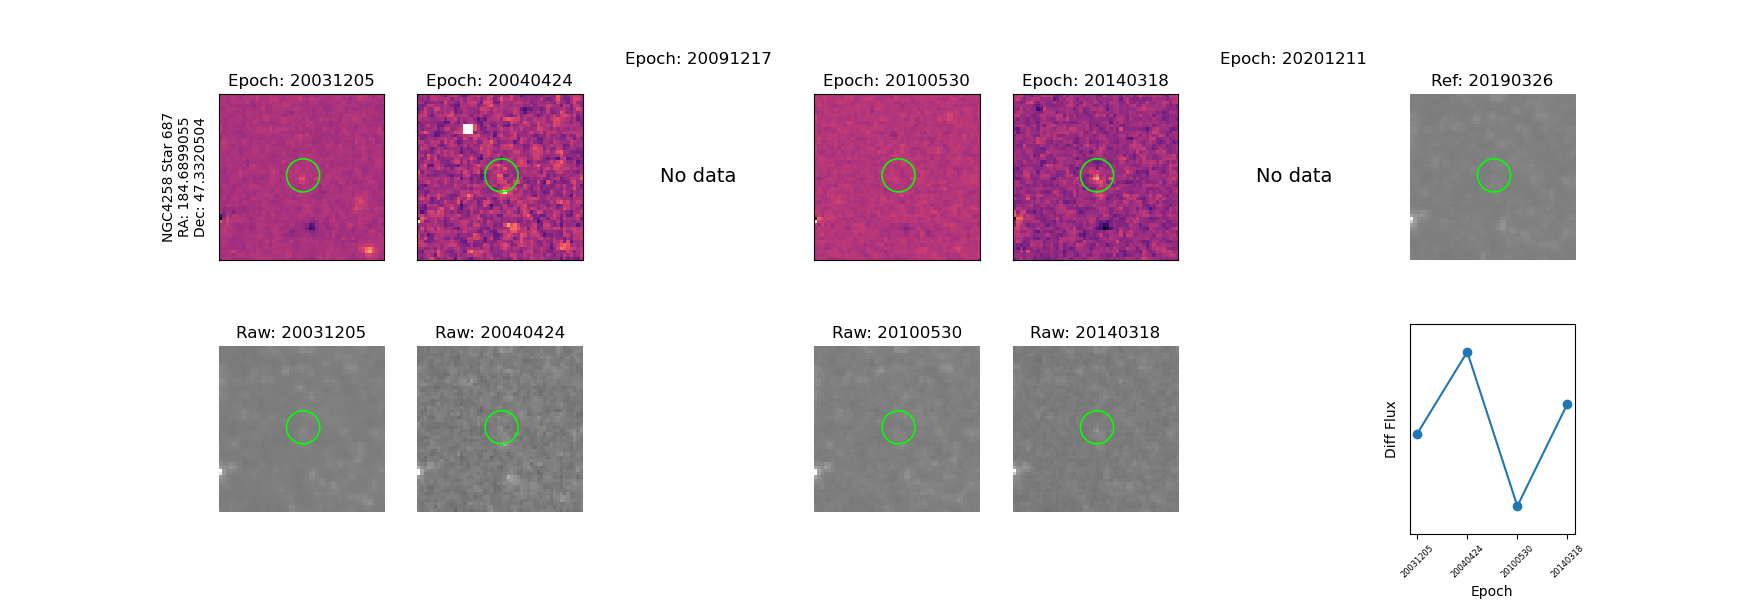 Epoch: 20091217
Epoch: 20201211
Epoch: 20031205
Epoch: 20040424
Epoch: 20100530
Epoch: 20140318
Ref: 20190326
NGC4258 Star 687
RA: 184.6899055
Dec: 47.3320504
No data
No data
Raw: 20031205
Raw: 20040424
Raw: 20100530
Raw: 20140318
Diff Flux
20031205
20040424
20100530
20140318
Epoch